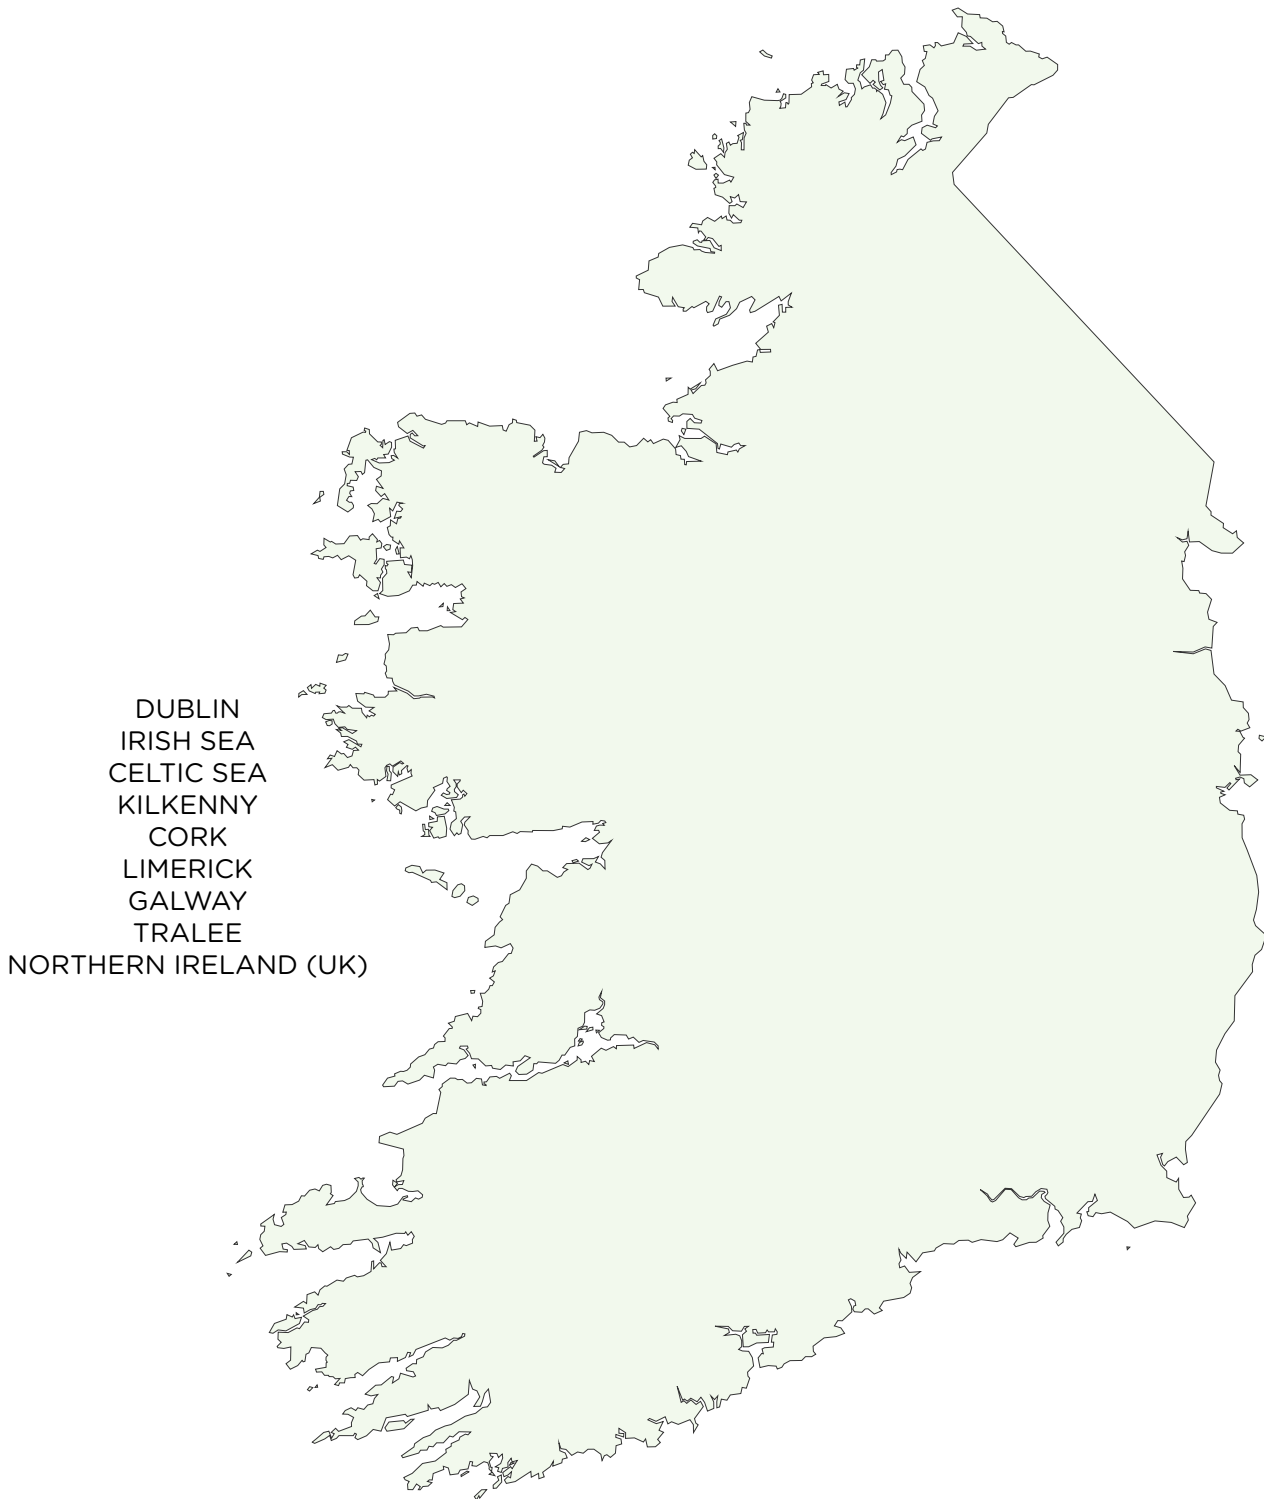 DUBLIN
IRISH SEA
CELTIC SEA
KILKENNY
CORK
LIMERICK
GALWAY
TRALEE
NORTHERN IRELAND (UK)